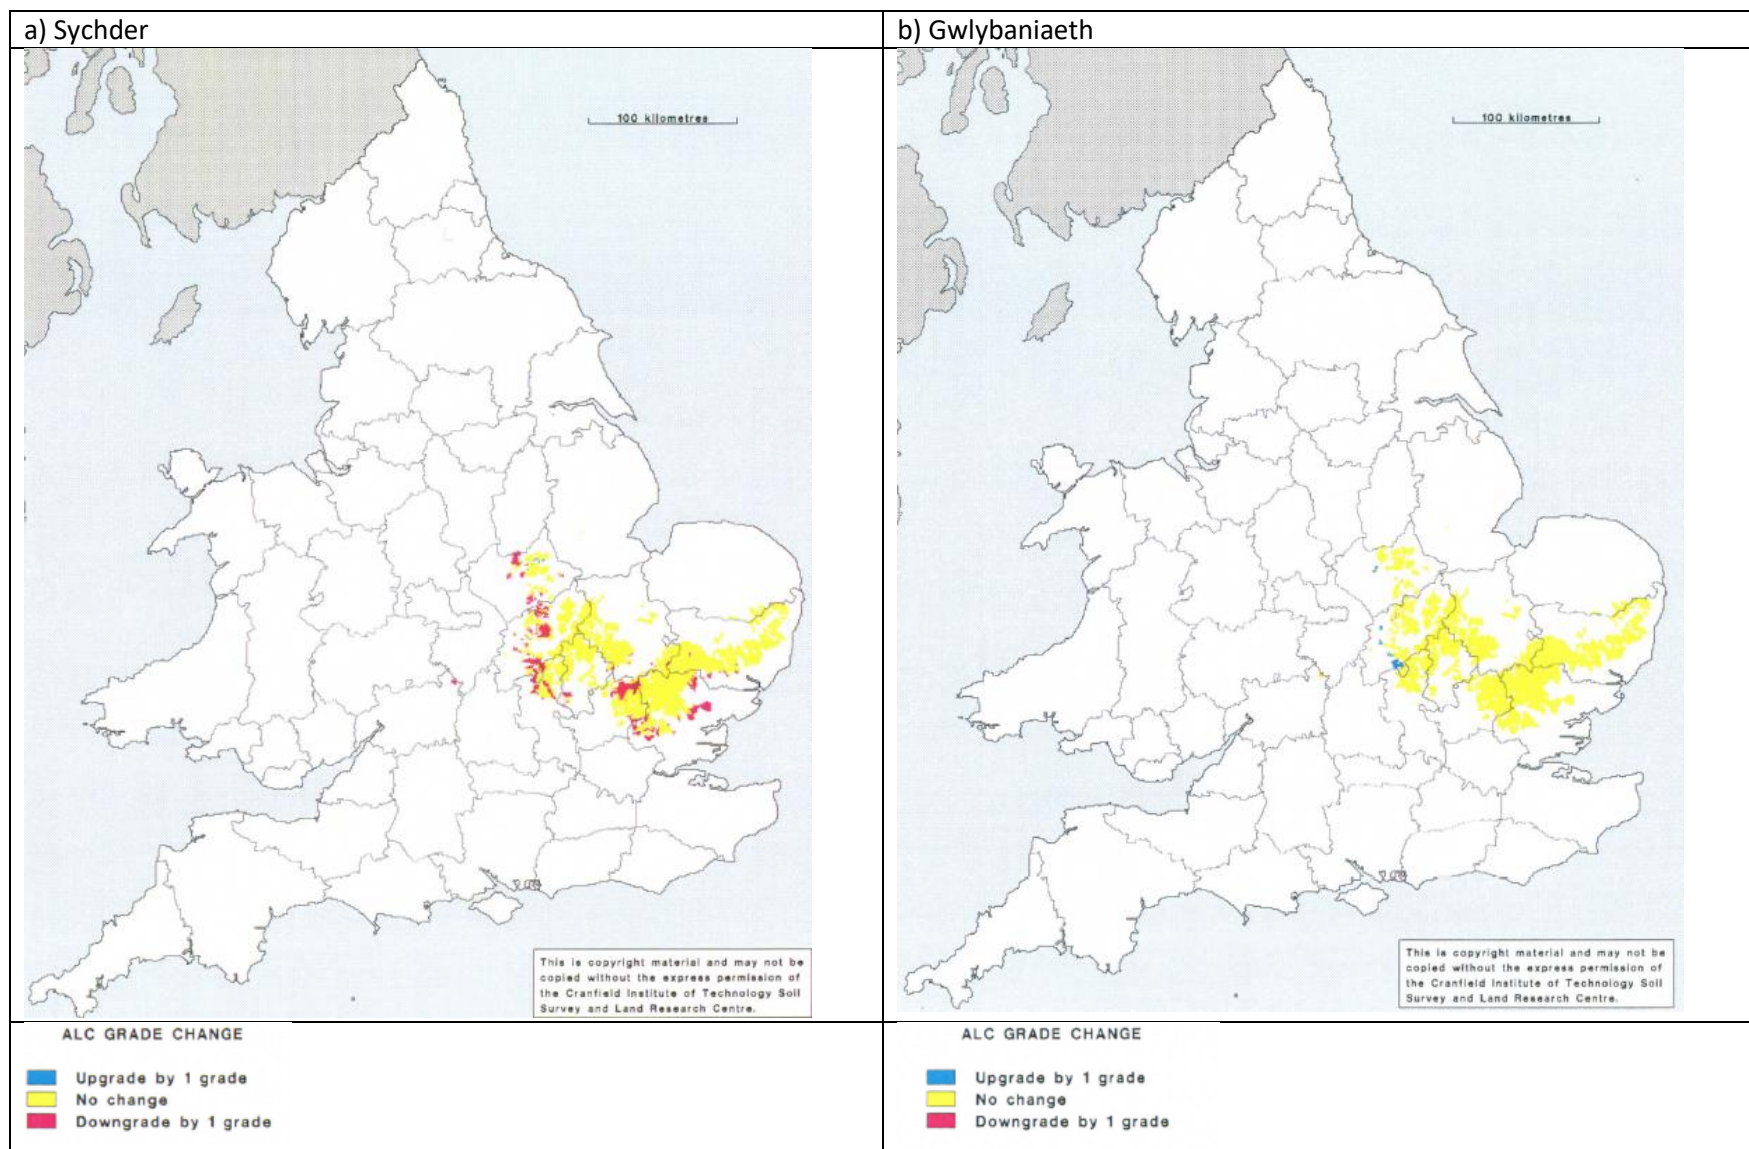 a) Sychder
b) Gwlybaniaeth
100 kilometres
100 kilometres
This is copyright material and may not be
copied without the express permission of
the Cranfield Institute of Technology Soil
Survey and Land Research Centre.
This is copyright material and may not be
copied without the express permission of
the Cranfield Institute of Technology Soil
Survey and Land Research Centre.
ALC GRADE CHANGE
Upgrade by 1 grade
No change
Downgrade by 1 grade
ALC GRADE CHANGE
Upgrade by 1 grade
No change
Downgrade by 1 grade